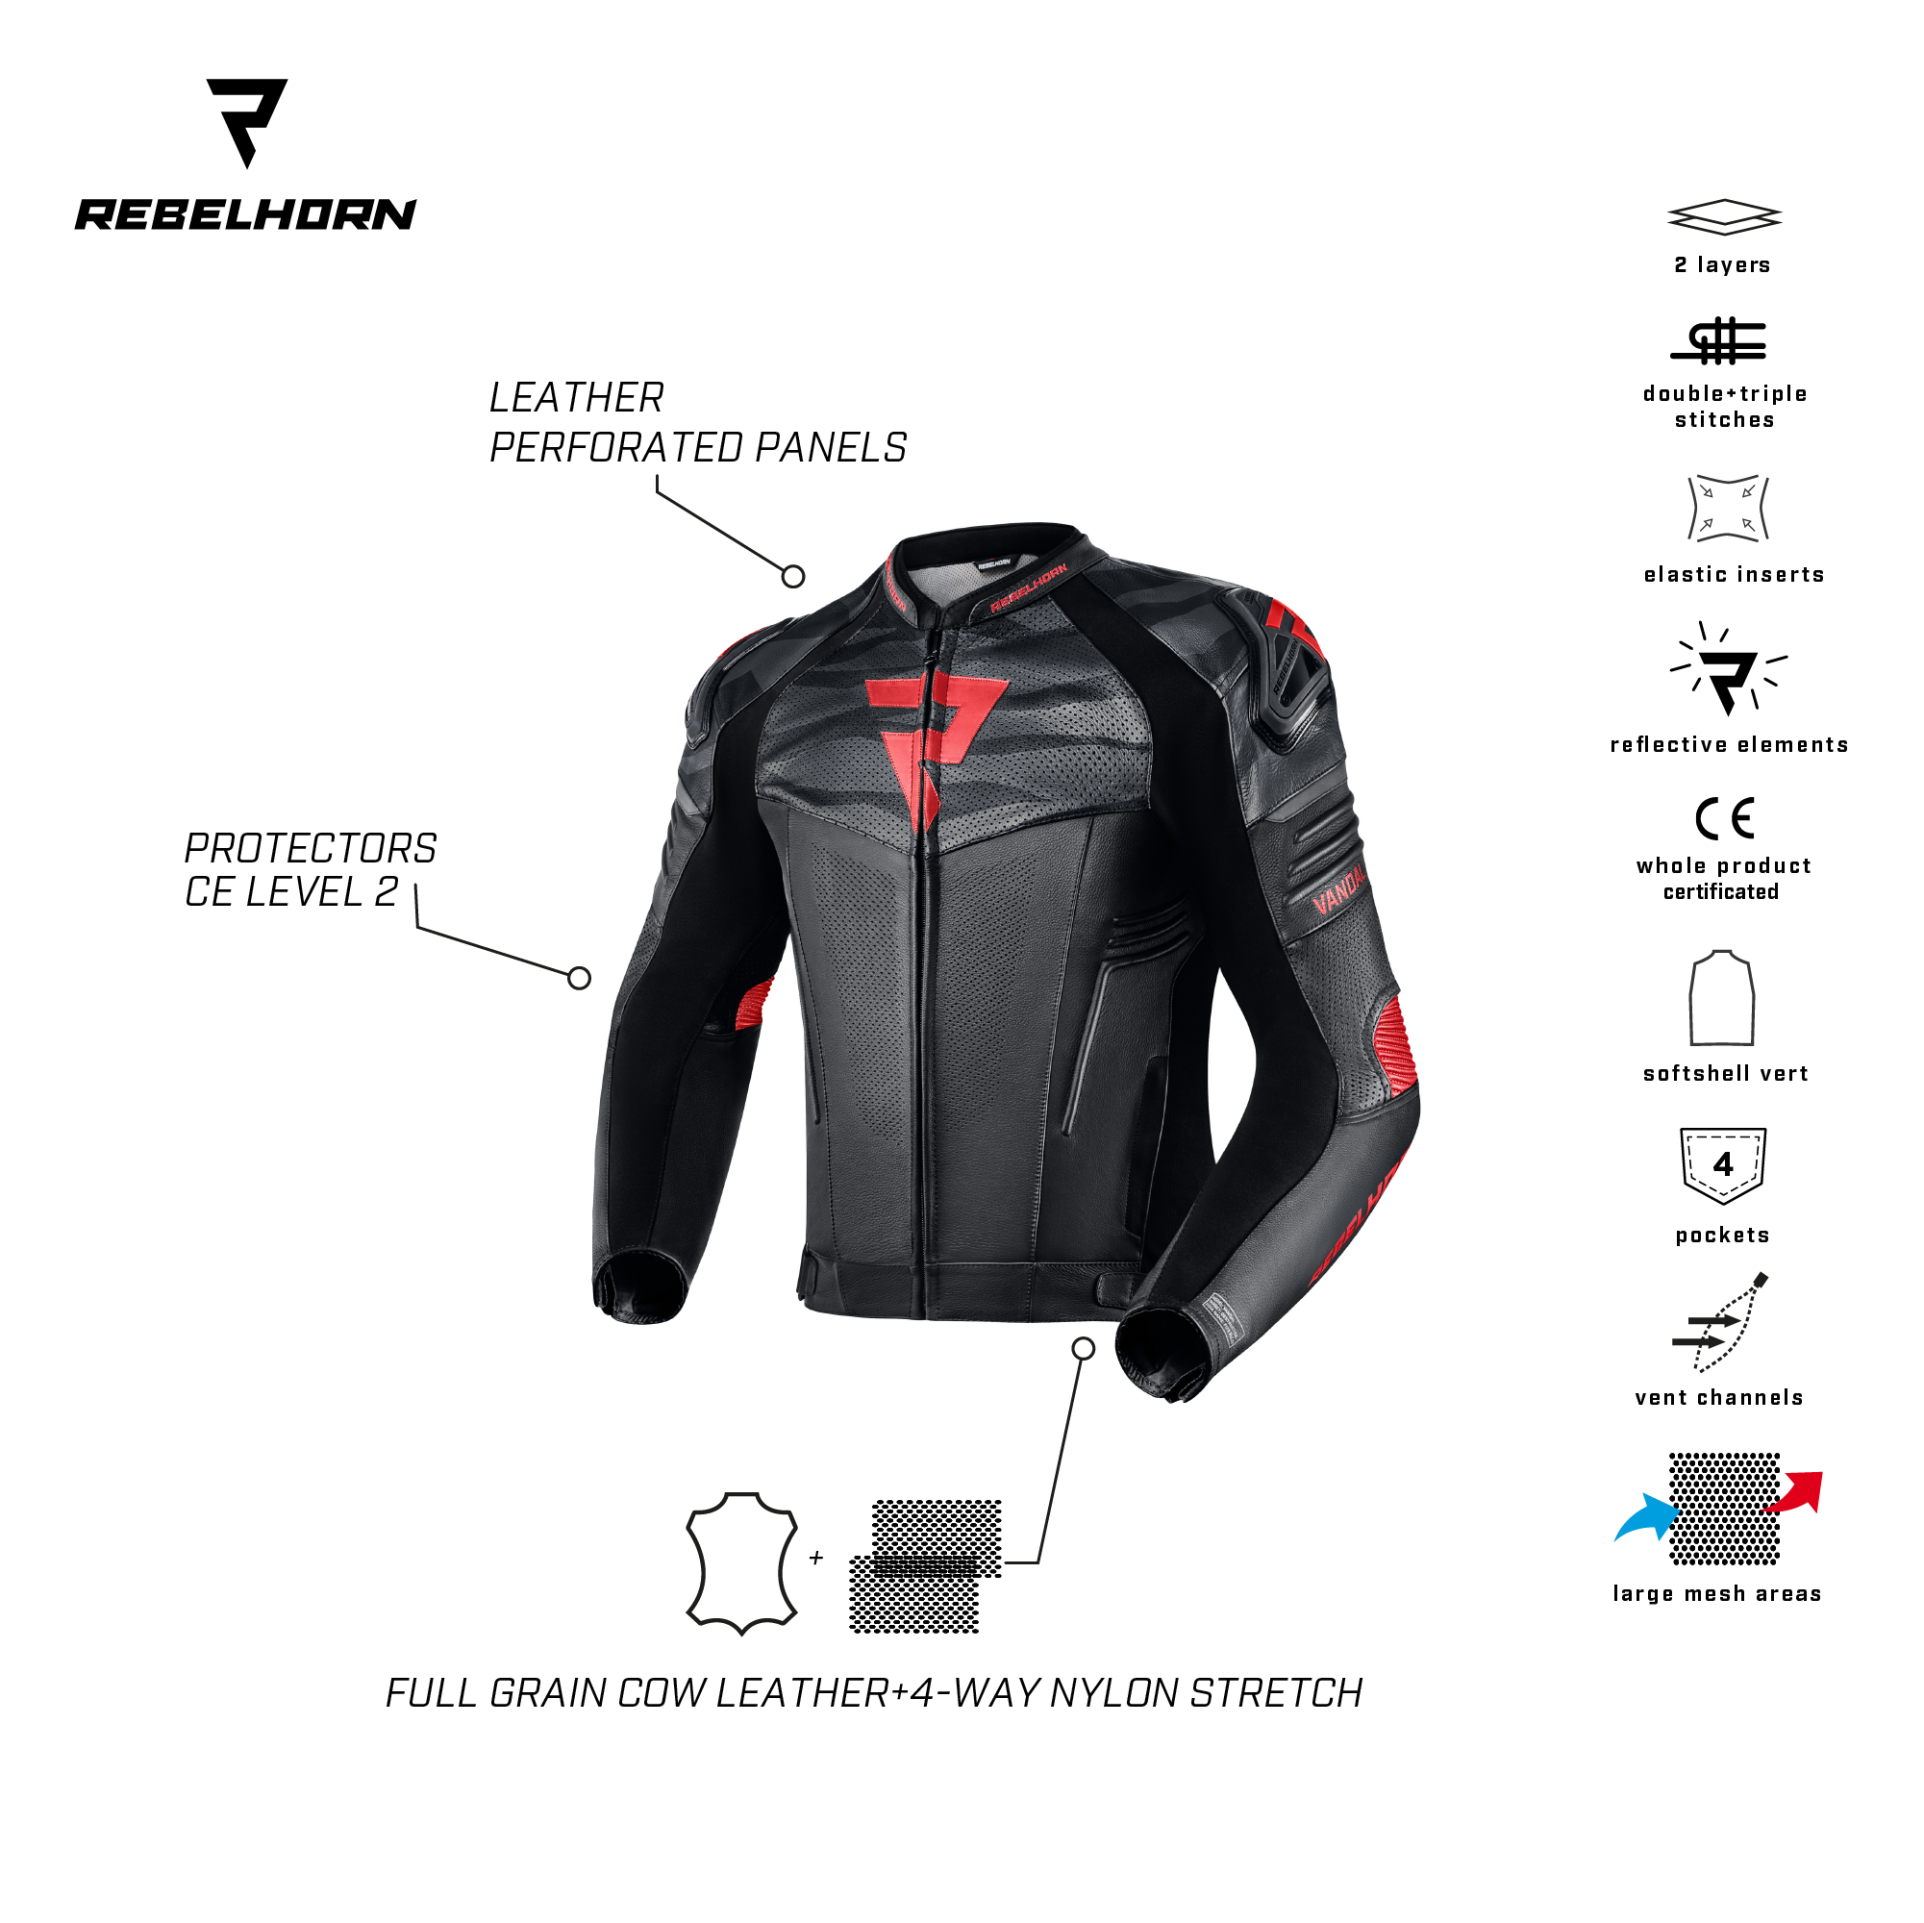 REBELHORN
2 layers
double+triple
stitches
LEATHER
PERFORATED PANELS
elastic inserts
REBELHORN
REBELHORN
REBELHORN
reflective elements
PROTECTORS
CE LEVEL 2
CE
whole product
certificated
VANDAL
softshell vert
4
pockets
vent channels
large mesh areas
FULL GRAIN COW LEATHER+4-WAY NYLON STRETCH